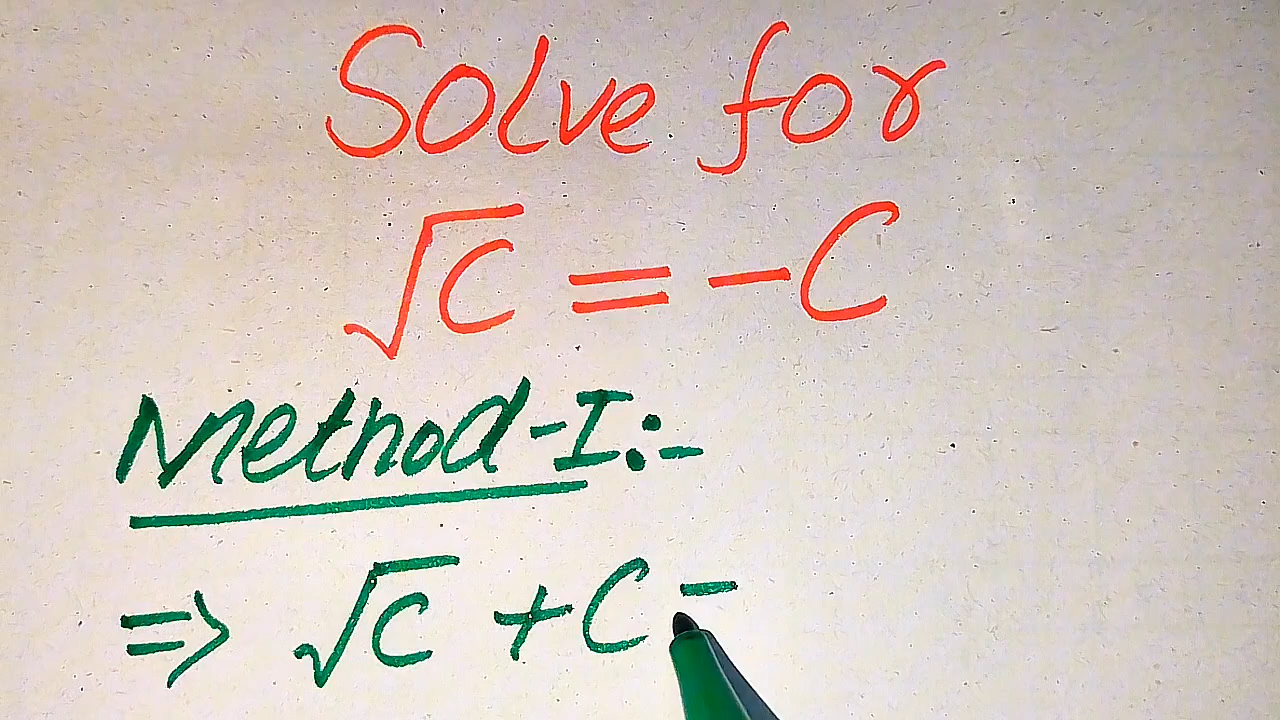 Solve for
√C = -C
Method-I:-
⇒ √C + C -